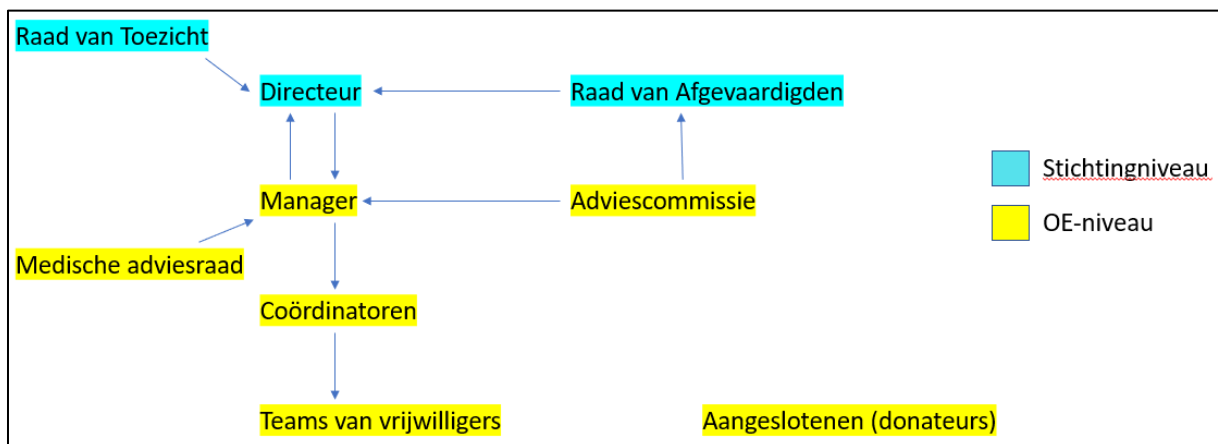 Raad van Toezicht
Directeur
Raad van Afgevaardigden
Stichtingniveau
Manager
Adviescommissie
OE-niveau
Medische adviesraad
Coördinatoren
Teams van vrijwilligers
Aangeslotenen (donateurs)